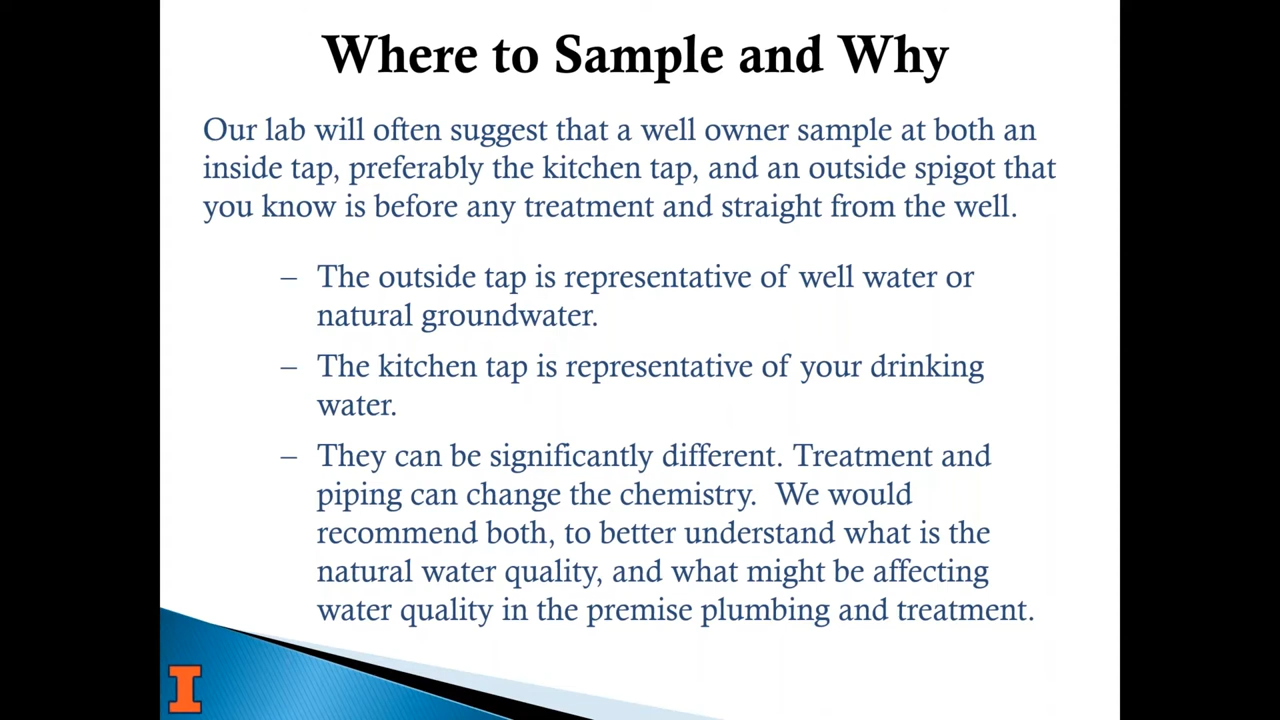 Where to Sample and Why
Our lab will often suggest that a well owner sample at both an
inside tap, preferably the kitchen tap, and an outside spigot that
you know is before any treatment and straight from the well.
– The outside tap is representative of well water or
natural groundwater.
– The kitchen tap is representative of your drinking
water.
– They can be significantly different. Treatment and
piping can change the chemistry.  We would
recommend both, to better understand what is the
natural water quality, and what might be affecting
water quality in the premise plumbing and treatment.
I